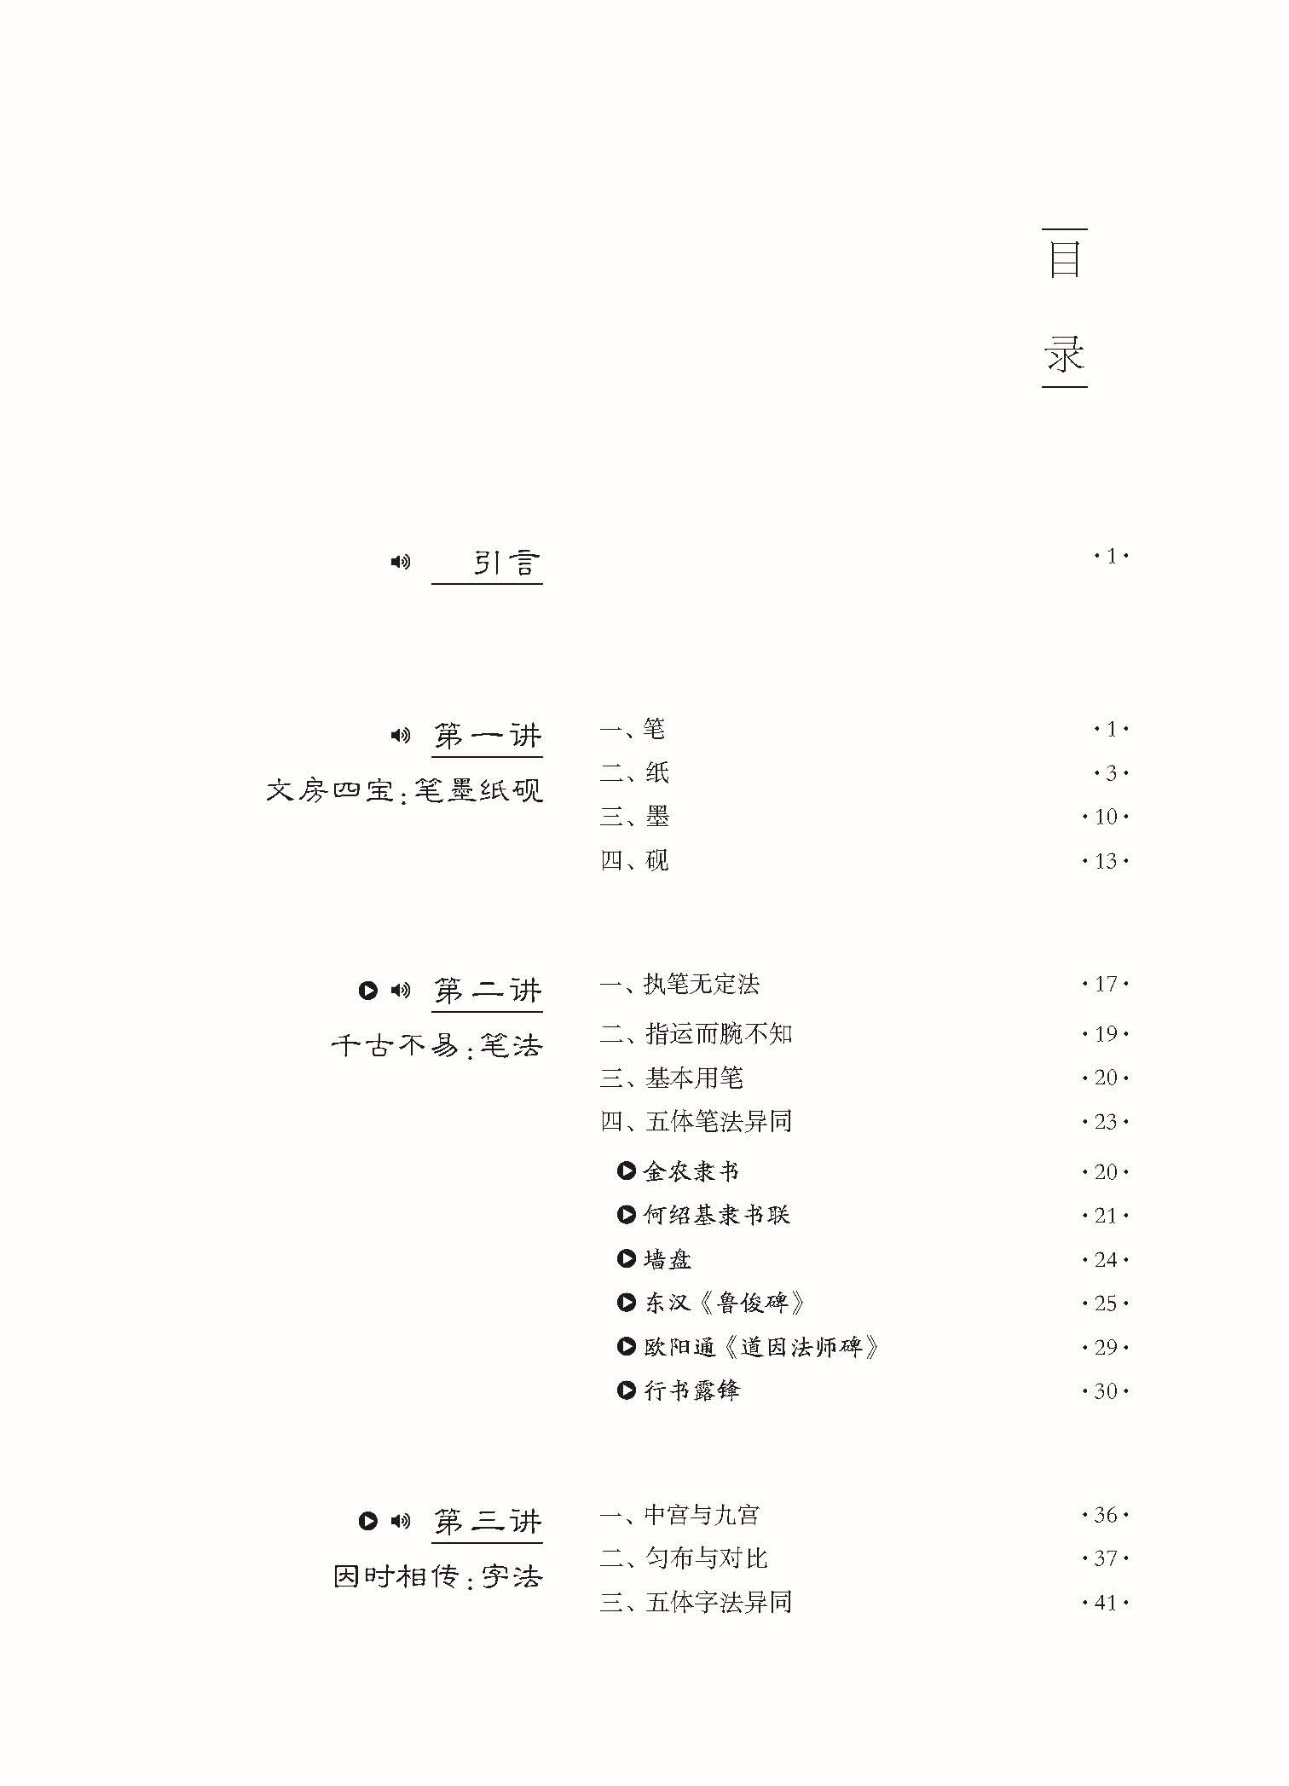 目录
引言 ·1·
第一讲
文房四宝：笔墨纸砚
一、笔 ·1·
二、纸 ·3·
三、墨 ·10·
四、砚 ·13·
第二讲
千古不易：笔法
一、执笔无定法 ·17·
二、指运而腕不知 ·19·
三、基本用笔 ·20·
四、五体笔法异同 ·23·
金农隶书 ·20·
何绍基隶书联 ·21·
墙盘 ·24·
东汉《鲁俊碑》 ·25·
欧阳通《道因法师碑》 ·29·
行书露锋 ·30·
第三讲
因时相传：字法
一、中宫与九宫 ·36·
二、匀布与对比 ·37·
三、五体字法异同 ·41·